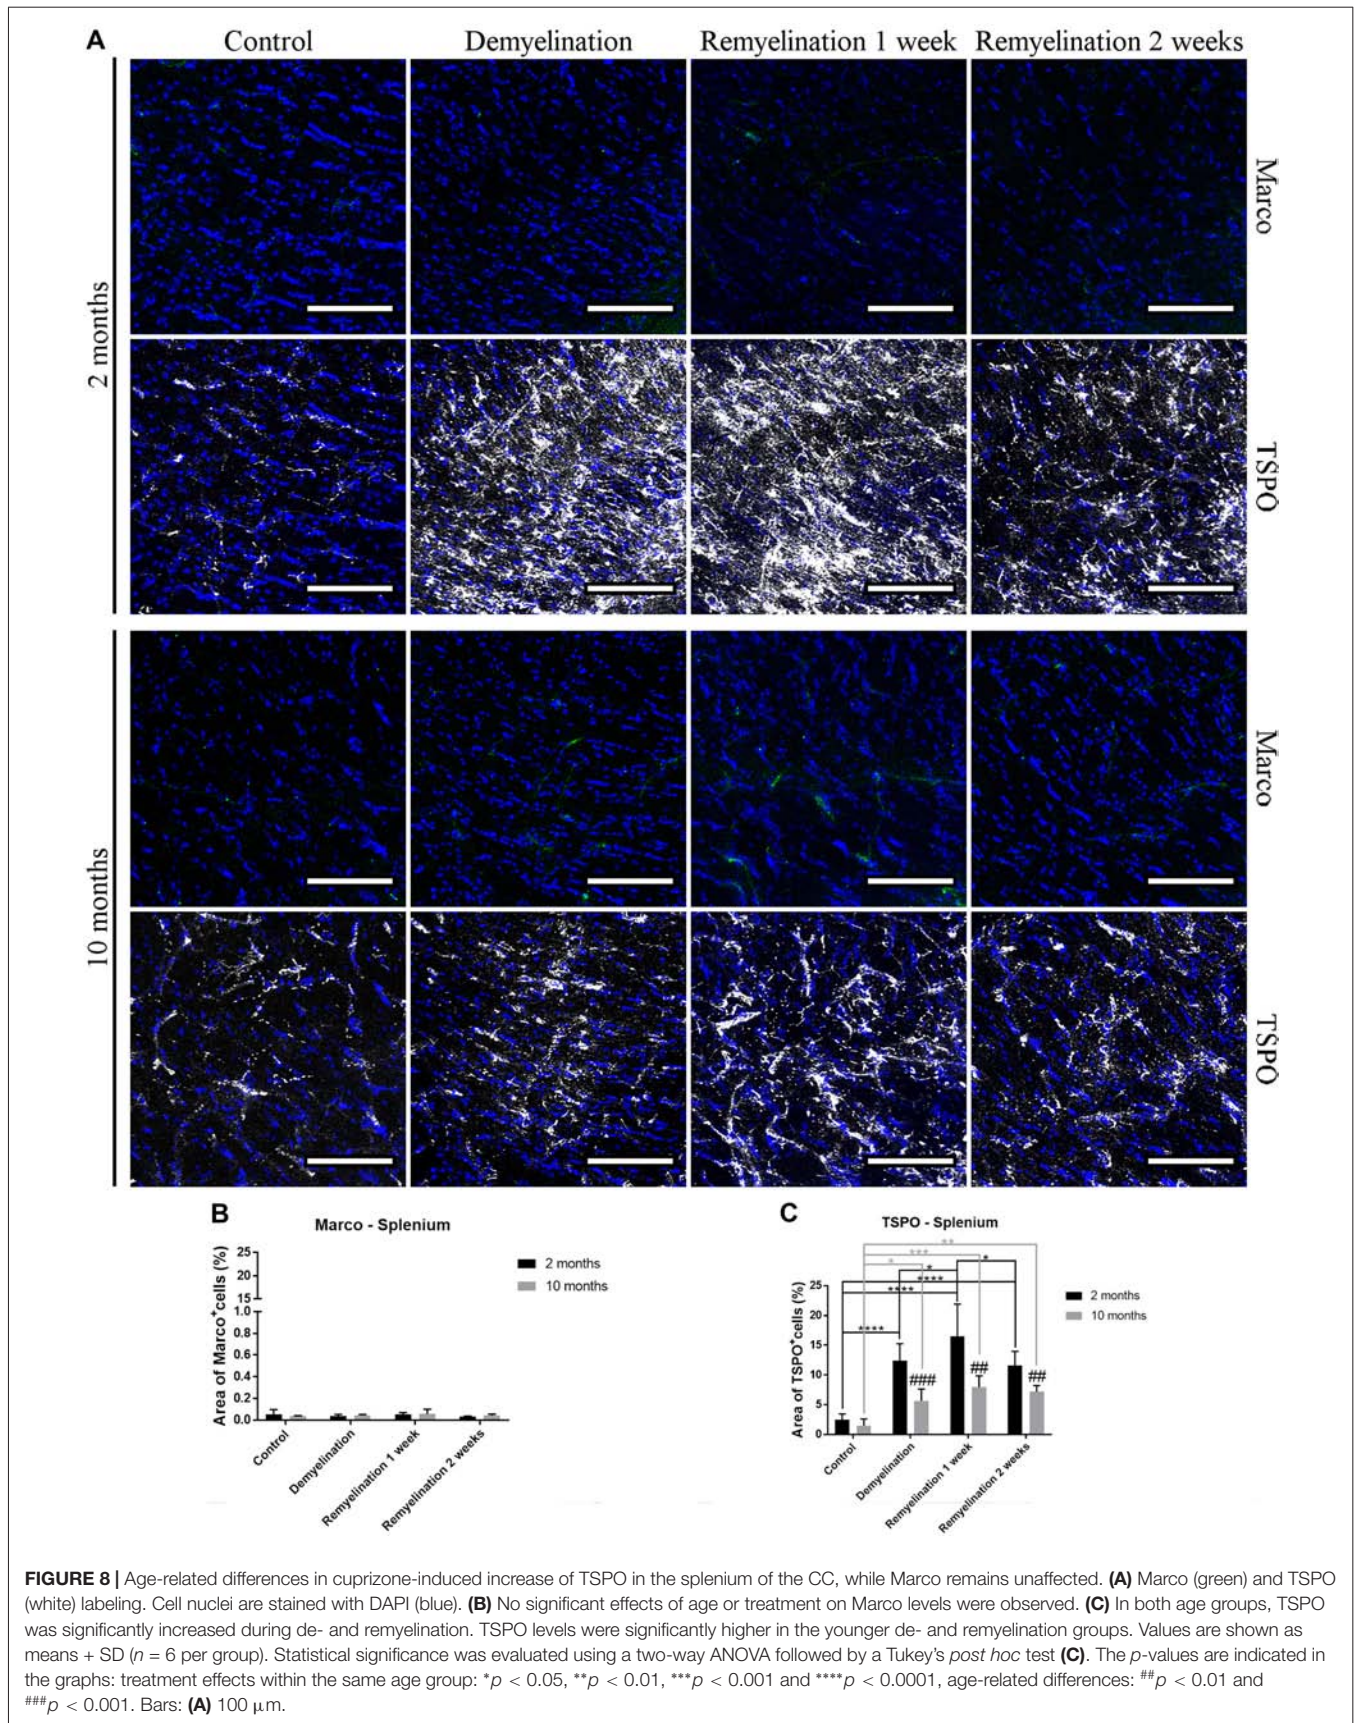 A
Control Demyelination Remyelination 1 week Remyelination 2 weeks
2 months
Marco
TSPO
10 months
Marco
TSPO
B
Marco - Splenium
Area of Marco+cells (%)
25
20
15
1.0
0.8
0.6
0.4
0.2
0.0
Control
Demyelination
Remyelination 1 week
Remyelination 2 weeks
2 months
10 months
C
TSPO - Splenium
Area of TSPO+cells (%)
25
20
15
10
5
0
**
***
*
*
*
****
****
****
###
##
##
Control
Demyelination
Remyelination 1 week
Remyelination 2 weeks
2 months
10 months
FIGURE 8 | Age-related differences in cuprizone-induced increase of TSPO in the splenium of the CC, while Marco remains unaffected. (A) Marco (green) and TSPO
(white) labeling. Cell nuclei are stained with DAPI (blue). (B) No significant effects of age or treatment on Marco levels were observed. (C) In both age groups, TSPO
was significantly increased during de- and remyelination. TSPO levels were significantly higher in the younger de- and remyelination groups. Values are shown as
means + SD (n = 6 per group). Statistical significance was evaluated using a two-way ANOVA followed by a Tukey's post hoc test (C). The p-values are indicated in
the graphs: treatment effects within the same age group: *p < 0.05, **p < 0.01, ***p < 0.001 and ****p < 0.0001, age-related differences: ##p < 0.01 and
###p < 0.001. Bars: (A) 100 μm.